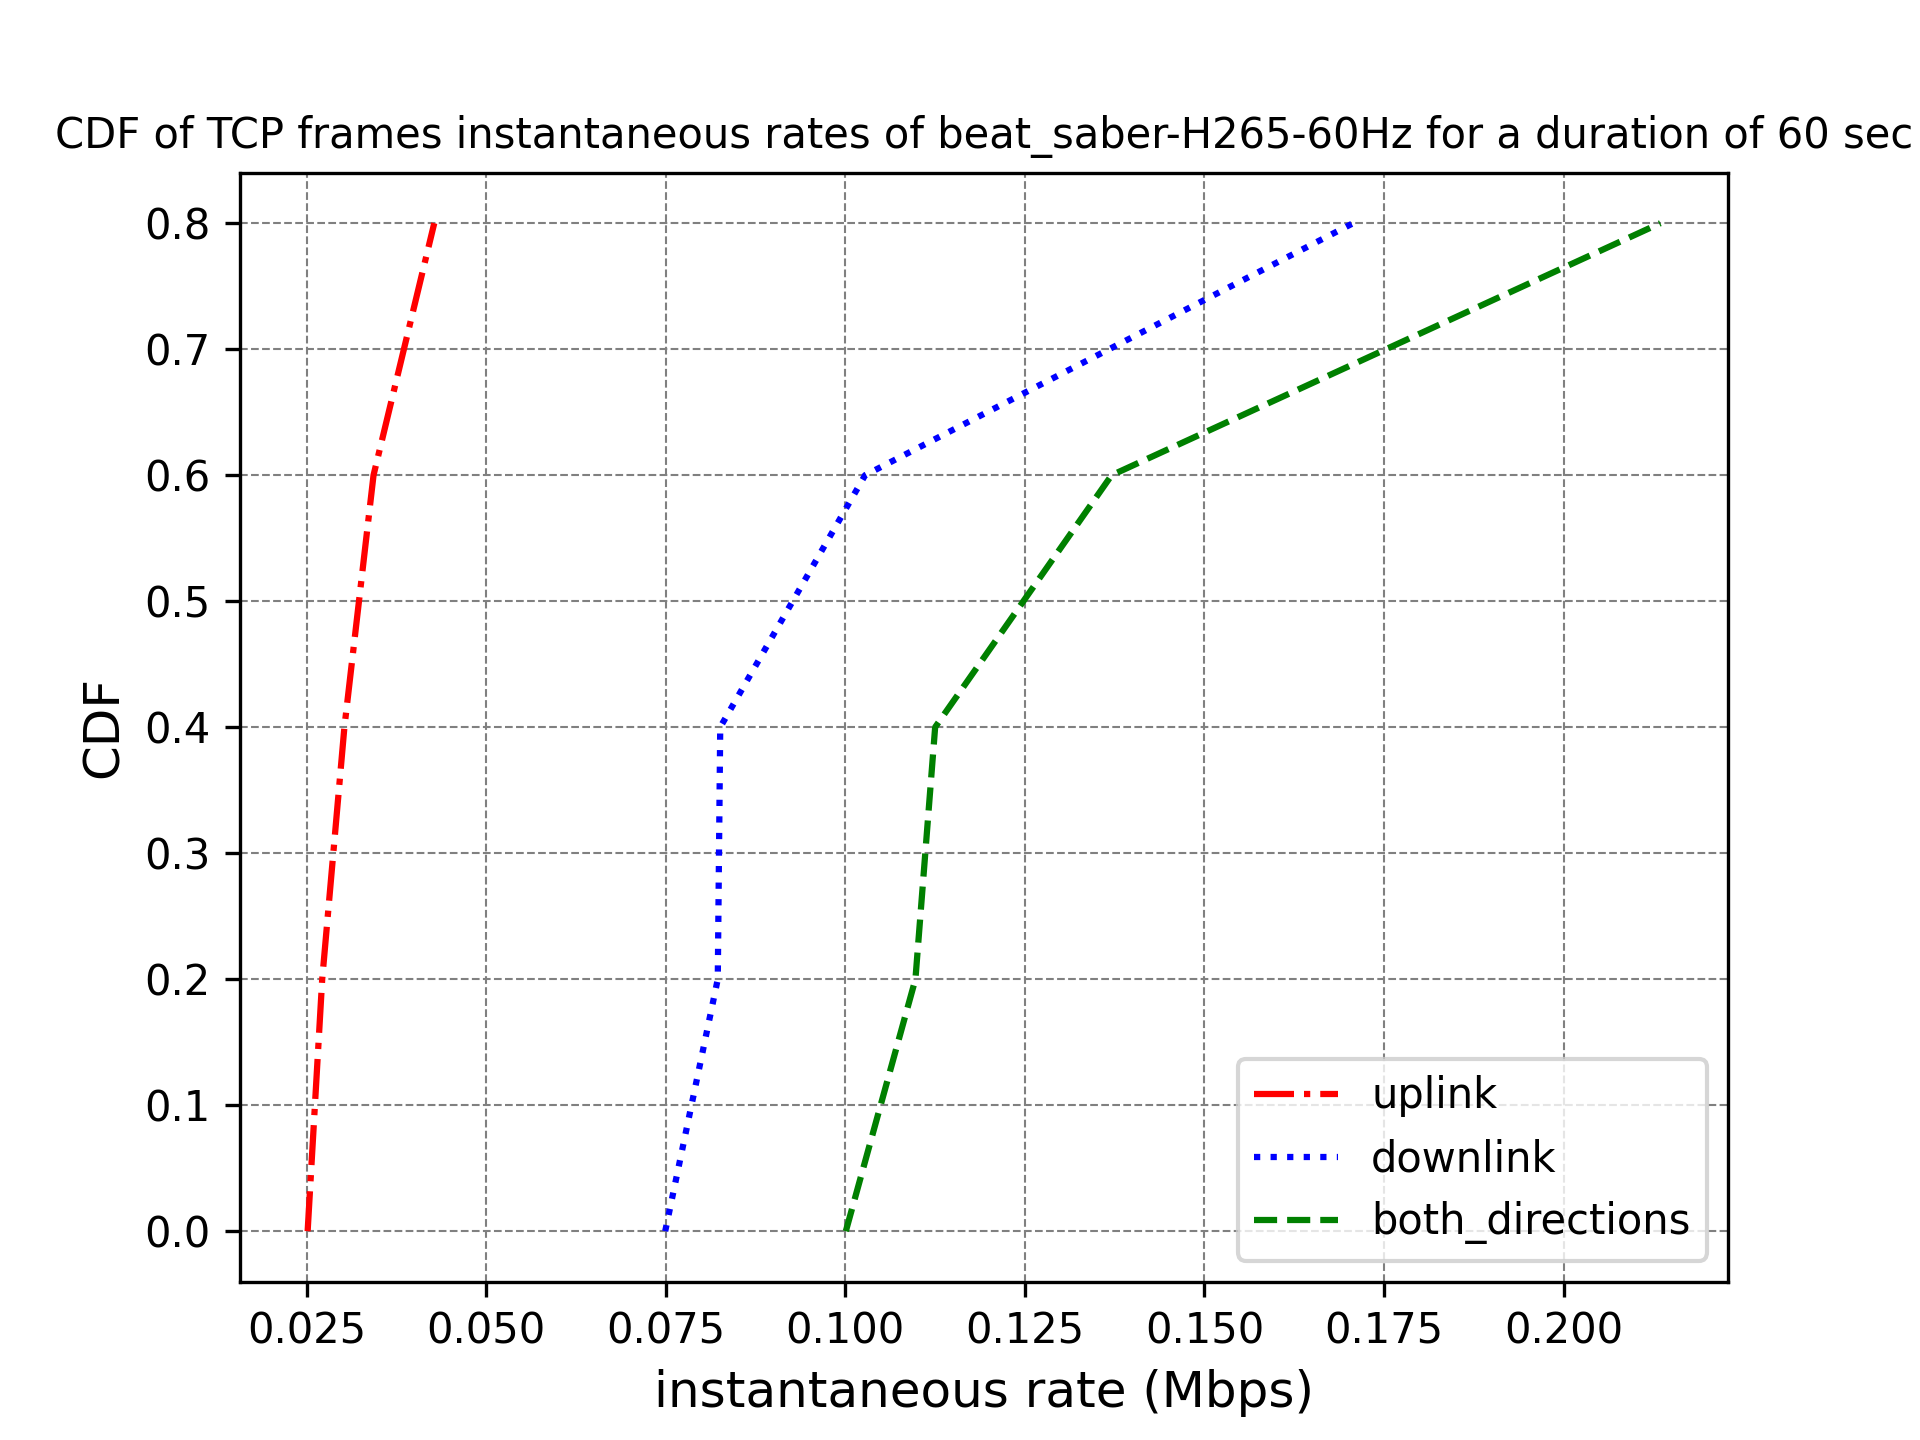 CDF of TCP frames instantaneous rates of beat_saber-H265-60Hz for a duration of 60 sec
0.8
0.7
0.6
0.5
0.4
0.3
0.2
0.1
0.0
CDF
uplink
downlink
both_directions
0.025 0.050 0.075 0.100 0.125 0.150 0.175 0.200
instantaneous rate (Mbps)